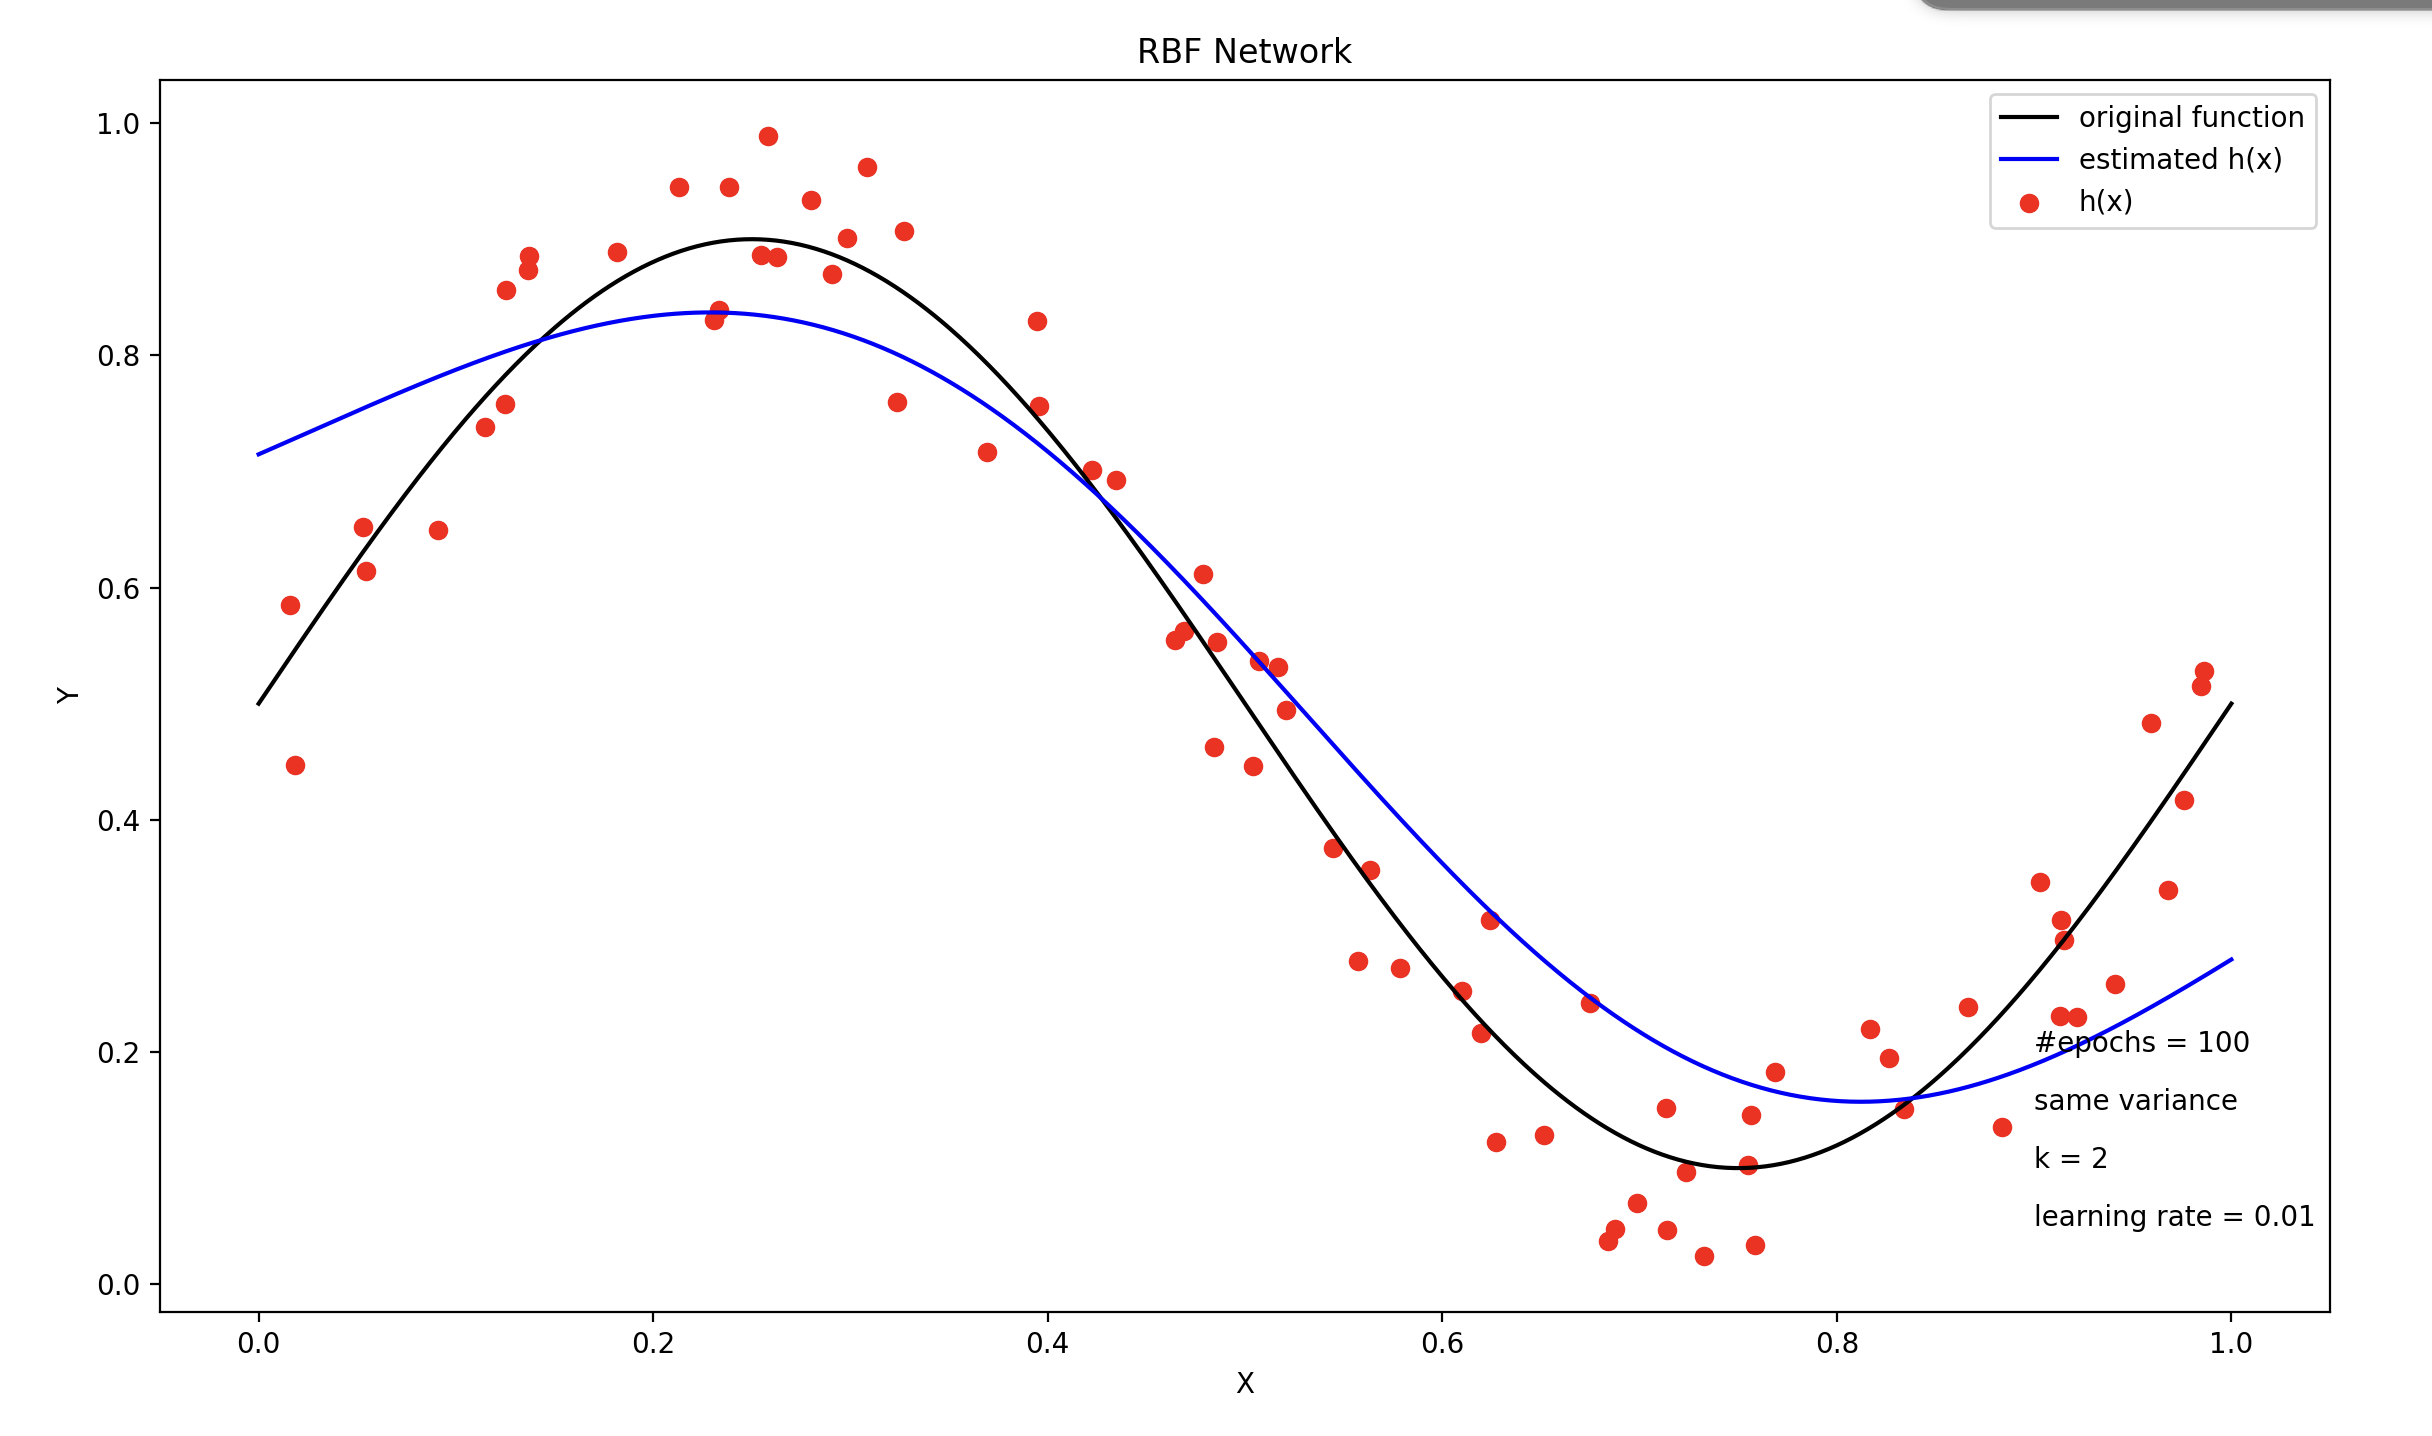 RBF Network
original function
estimated h(x)
h(x)
1.0
0.8
0.6
0.4
0.2
0.0
Y
#epochs = 100
same variance
k = 2
learning rate = 0.01
0.0 0.2 0.4 0.6 0.8 1.0
X